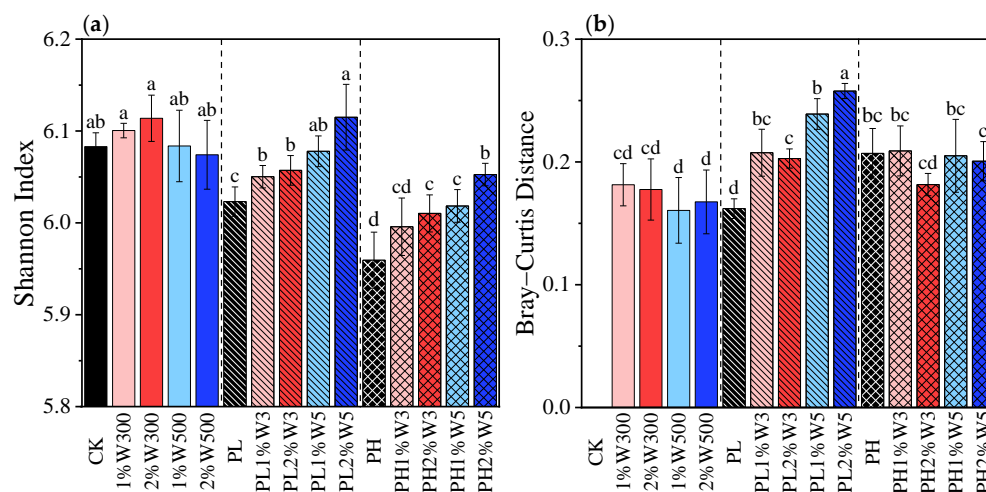 (a)
Shannon Index
6.2
6.1
6.0
5.9
5.8
ab
a
a
ab
ab
c
b
b
ab
a
d
cd
c
c
b
CK
1% W300
2% W300
1% W500
2% W500
PL
PL1% W3
PL2% W3
PL1% W5
PL2% W5
PH
PH1% W3
PH2% W3
PH1% W5
PH2% W5
(b)
Bray–Curtis Distance
0.3
0.2
0.1
0.0
cd
cd
d
d
d
bc
c
b
a
bc
bc
cd
bc
c
CK
1% W300
2% W300
1% W500
2% W500
PL
PL1% W3
PL2% W3
PL1% W5
PL2% W5
PH
PH1% W3
PH2% W3
PH1% W5
PH2% W5